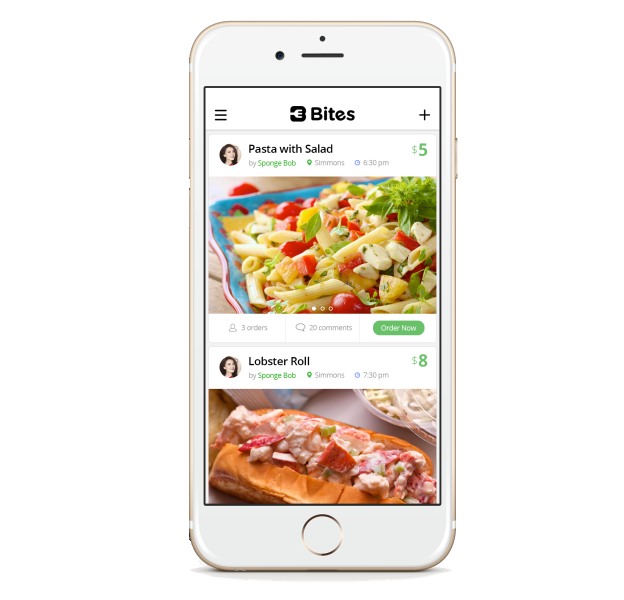 Bites
Pasta with Salad
$5
by Sponge Bob Simmons 6:30 pm
3 orders 20 comments Order Now
Lobster Roll
$8
by Sponge Bob Simmons 7:30 pm